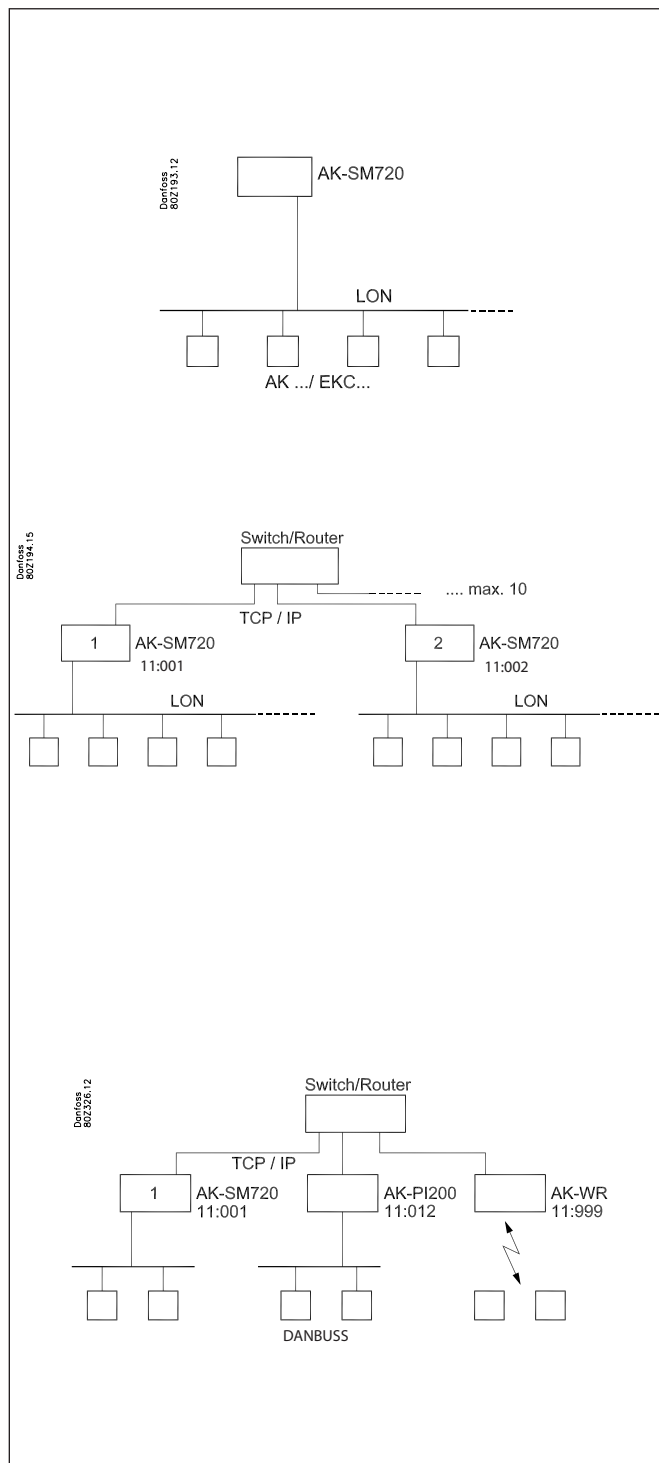 Danfoss
80Z193.12
AK-SM720
LON
AK .../ EKC...
Danfoss
80Z194.15
Switch/Router
.... max. 10
TCP / IP
1
AK-SM720
11:001
2
AK-SM720
11:002
LON
LON
Danfoss
80Z326.12
Switch/Router
TCP / IP
1
AK-SM720
11:001
AK-PI200
11:012
AK-WR
11:999
DANBUSS